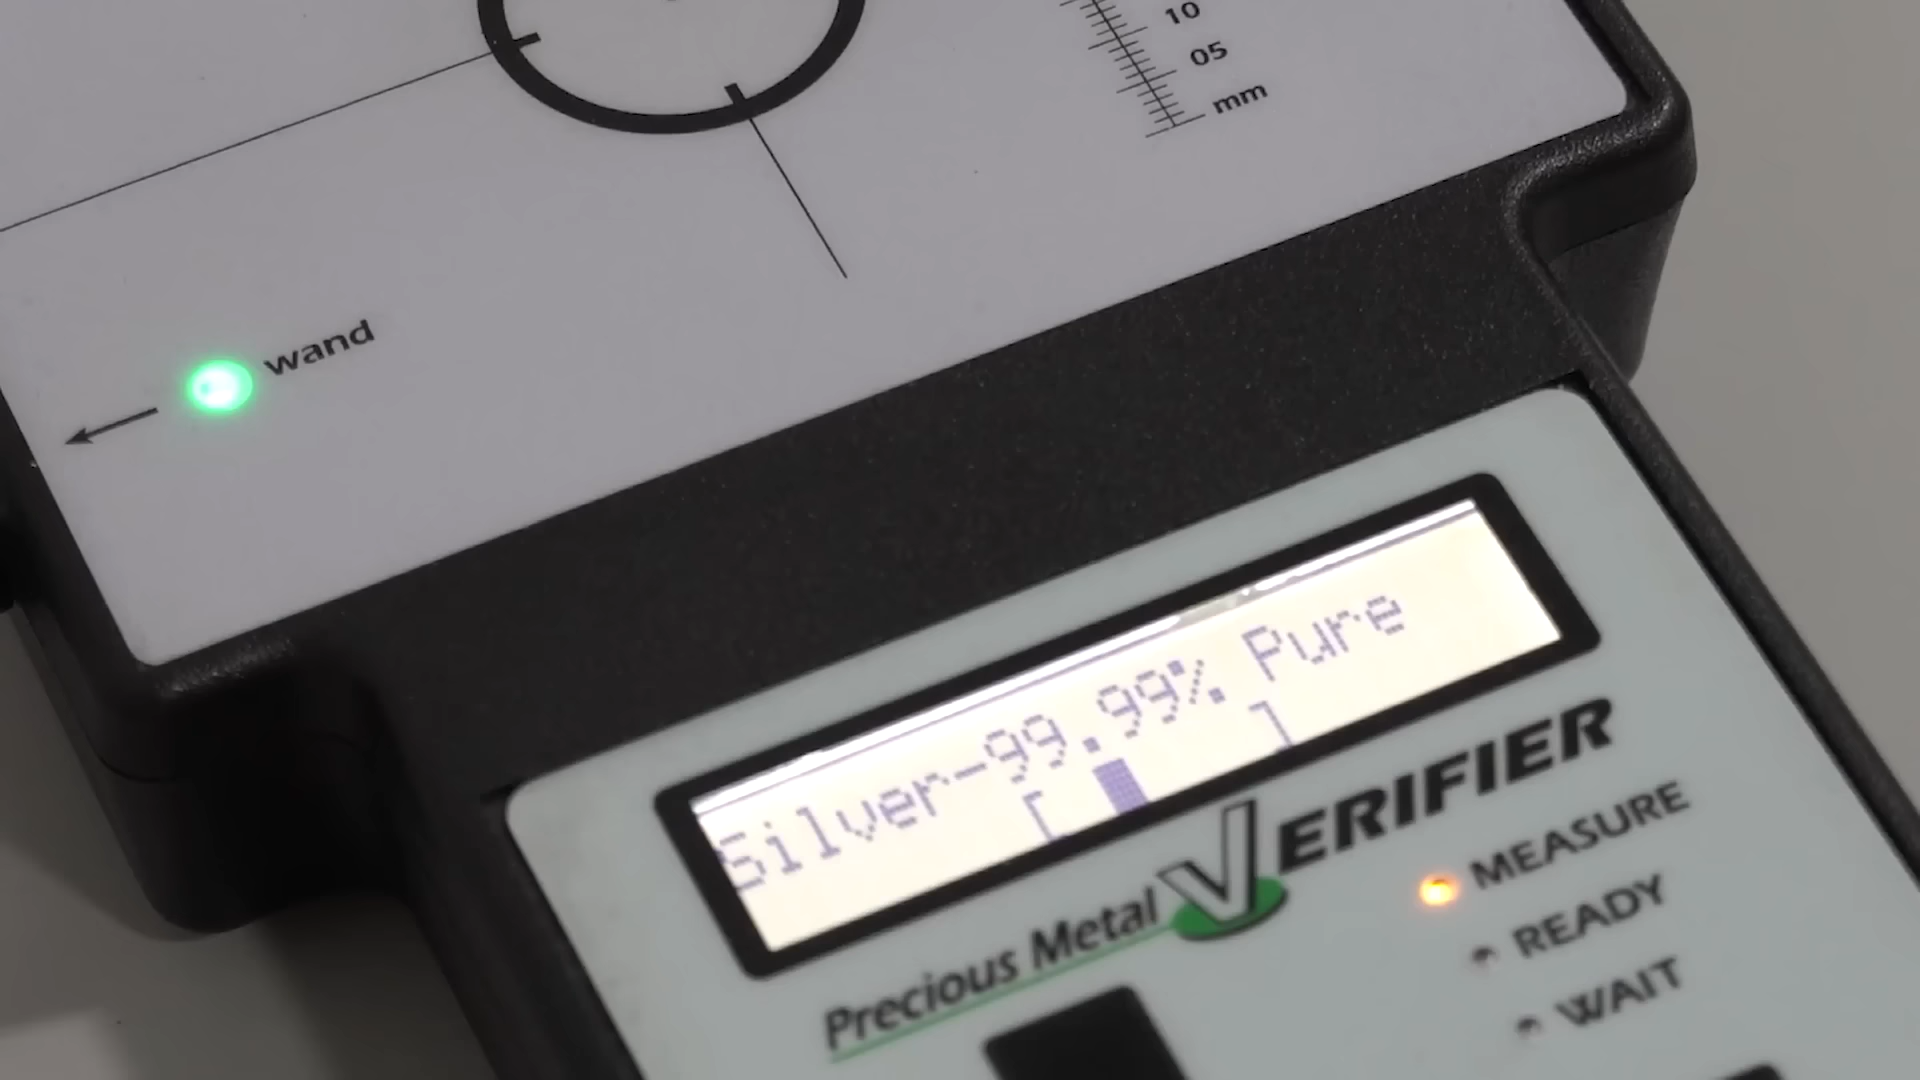 10
05
mm
wand
Silver-99.99% Pure
[ ]
Precious Metal VERIFIER
MEASURE
READY
WAIT